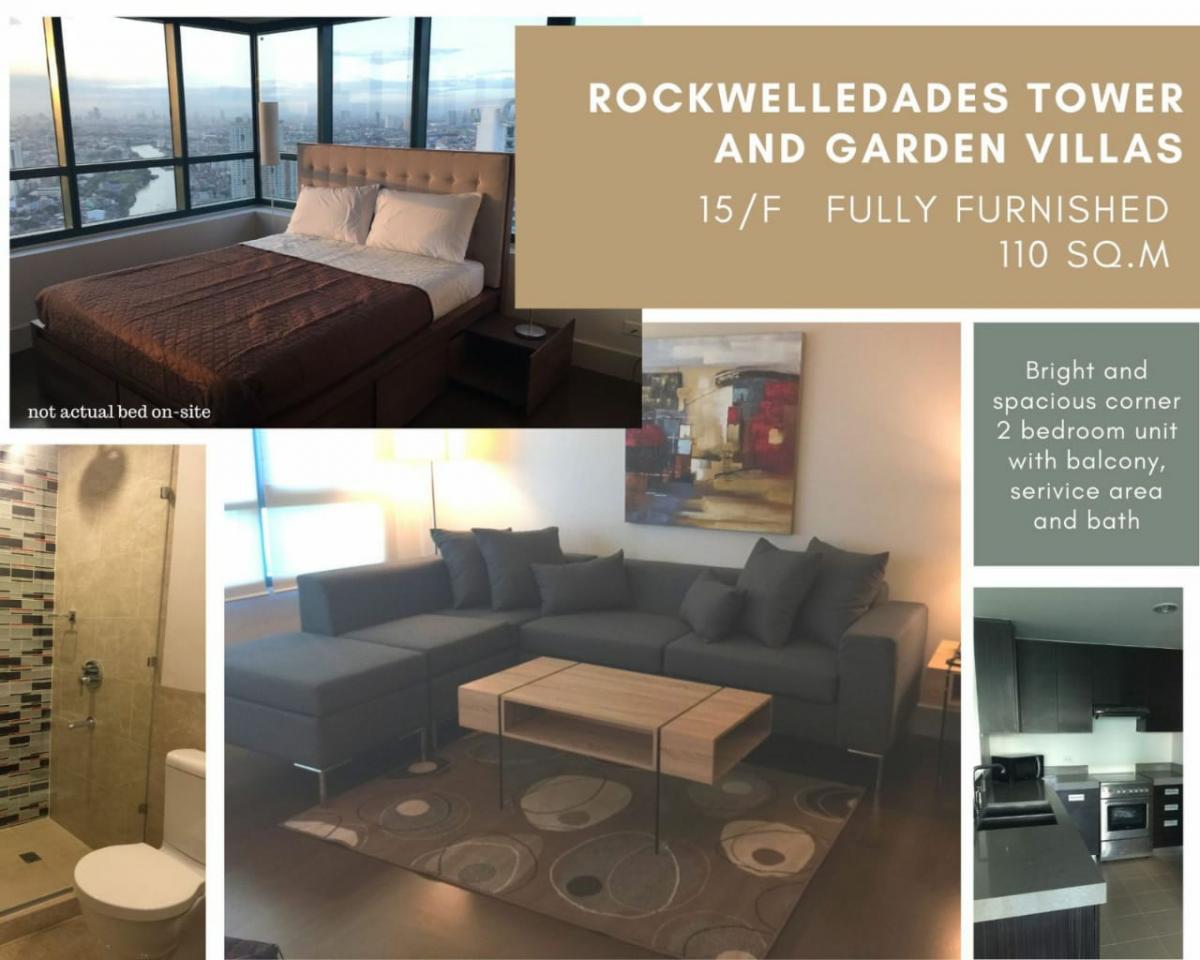 ROCKWELLEDADES TOWER
AND GARDEN VILLAS
15/F FULLY FURNISHED
110 SQ.M
Bright and
spacious corner
2 bedroom unit
with balcony,
serivice area
and bath
not actual bed on-site